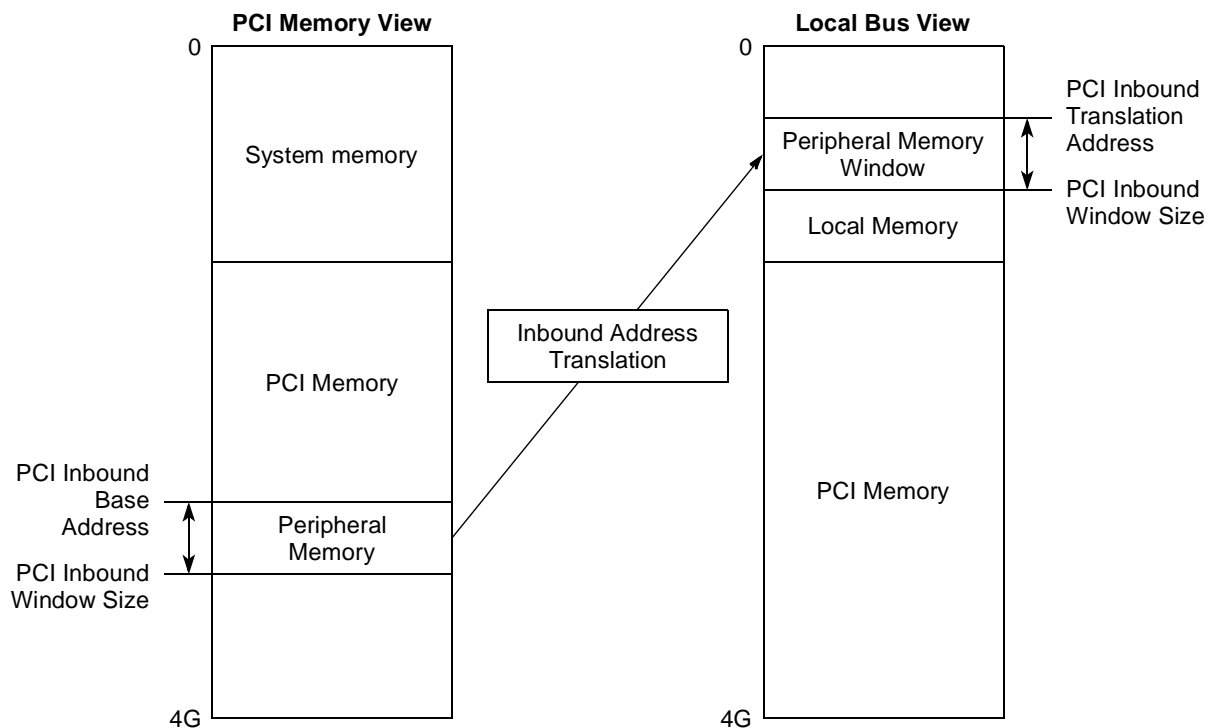 PCI Memory View
0
System memory
PCI Memory
PCI Inbound
Base
Address
Peripheral
Memory
PCI Inbound
Window Size
4G
Inbound Address
Translation
Local Bus View
0
PCI Inbound
Translation
Address
Peripheral Memory
Window
PCI Inbound
Window Size
Local Memory
PCI Memory
4G